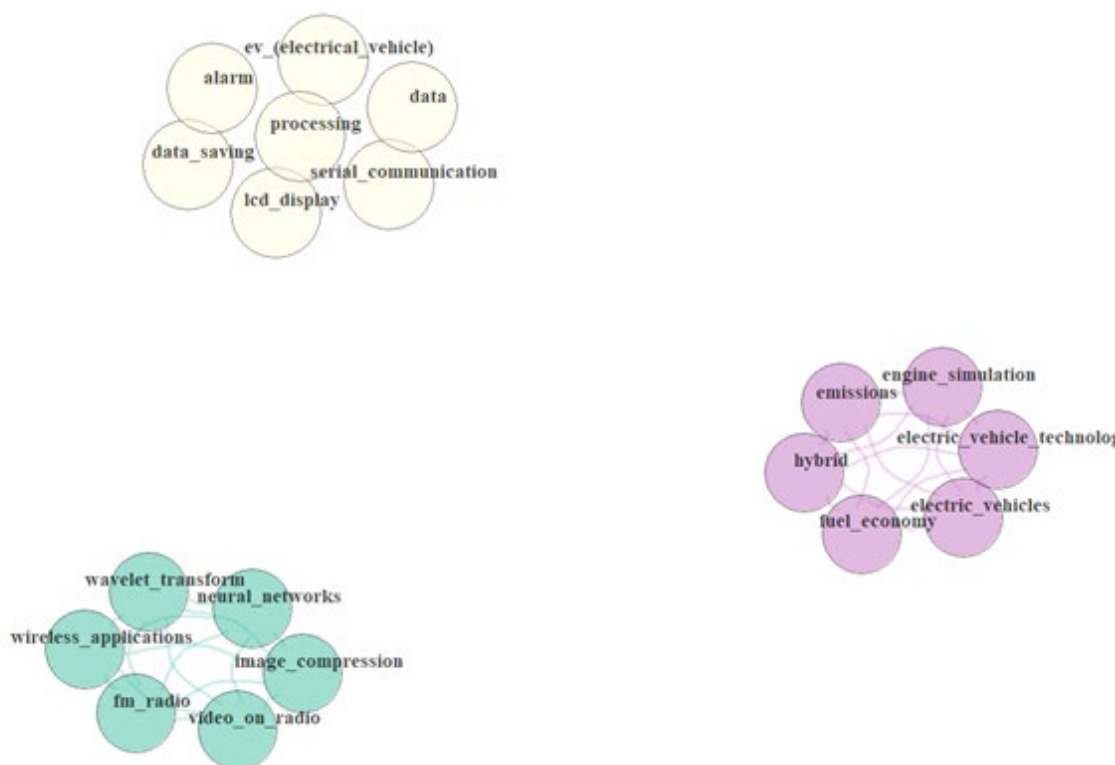 ev_(electrical_vehicle)
alarm
data
processing
data_saving
serial_communication
lcd_display
engine_simulation
emissions
electric_vehicle_technolog
hybrid
electric_vehicles
fuel_economy
wavelet_transform
neural_networks
wireless_applications
image_compression
fm_radio
video_on_radio